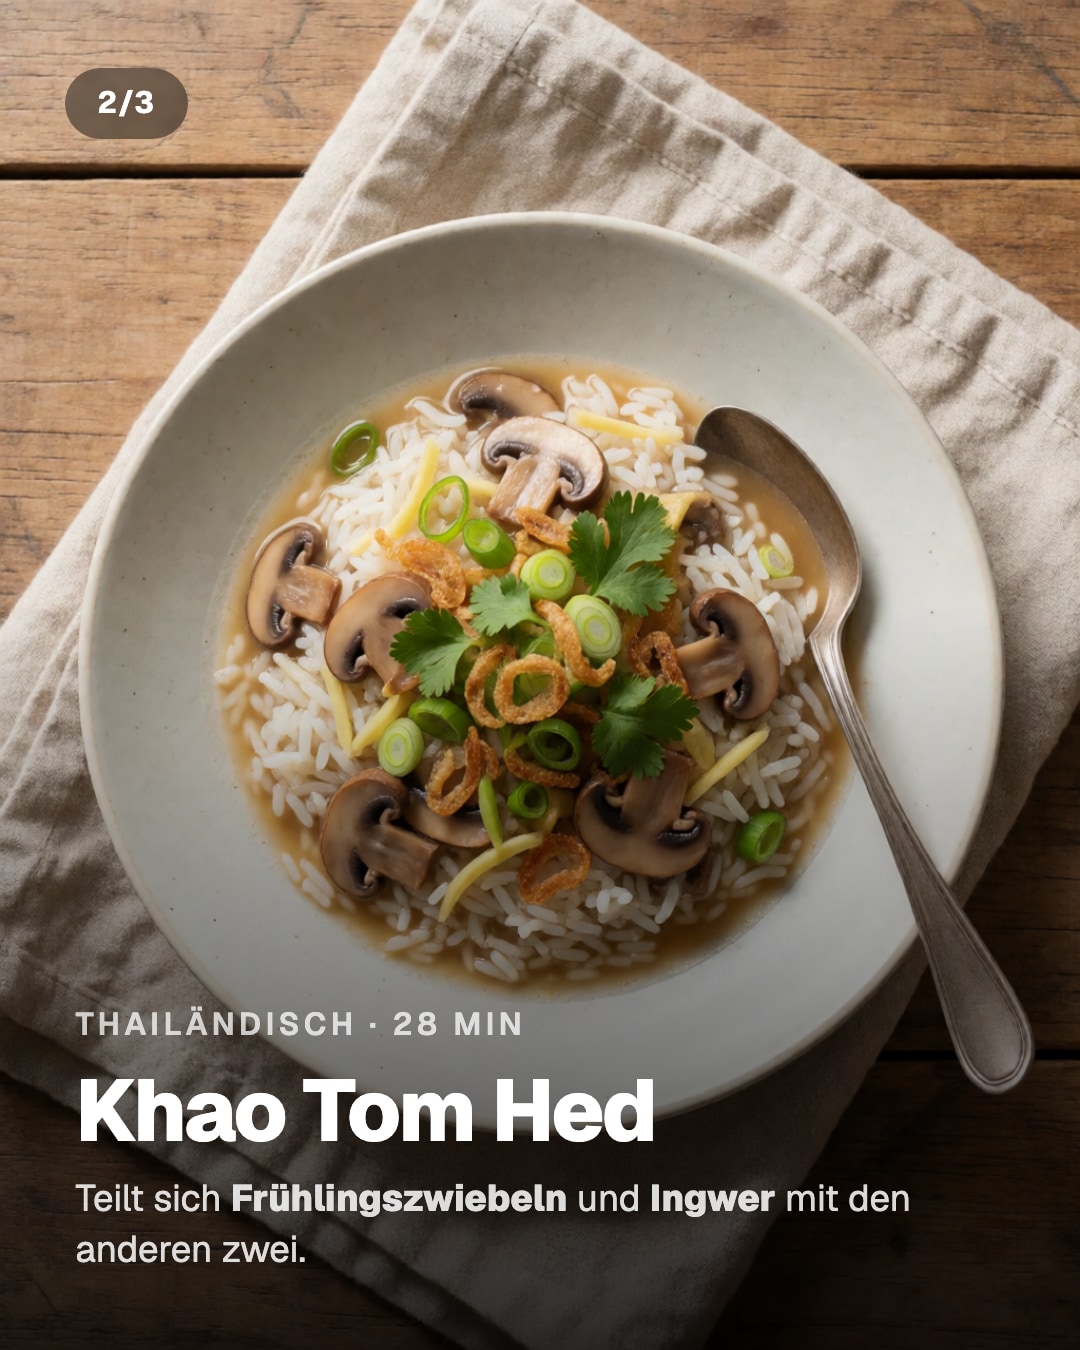 2/3
THAILÄNDISCH · 28 MIN
Khao Tom Hed
Teilt sich Frühlingszwiebeln und Ingwer mit den
anderen zwei.